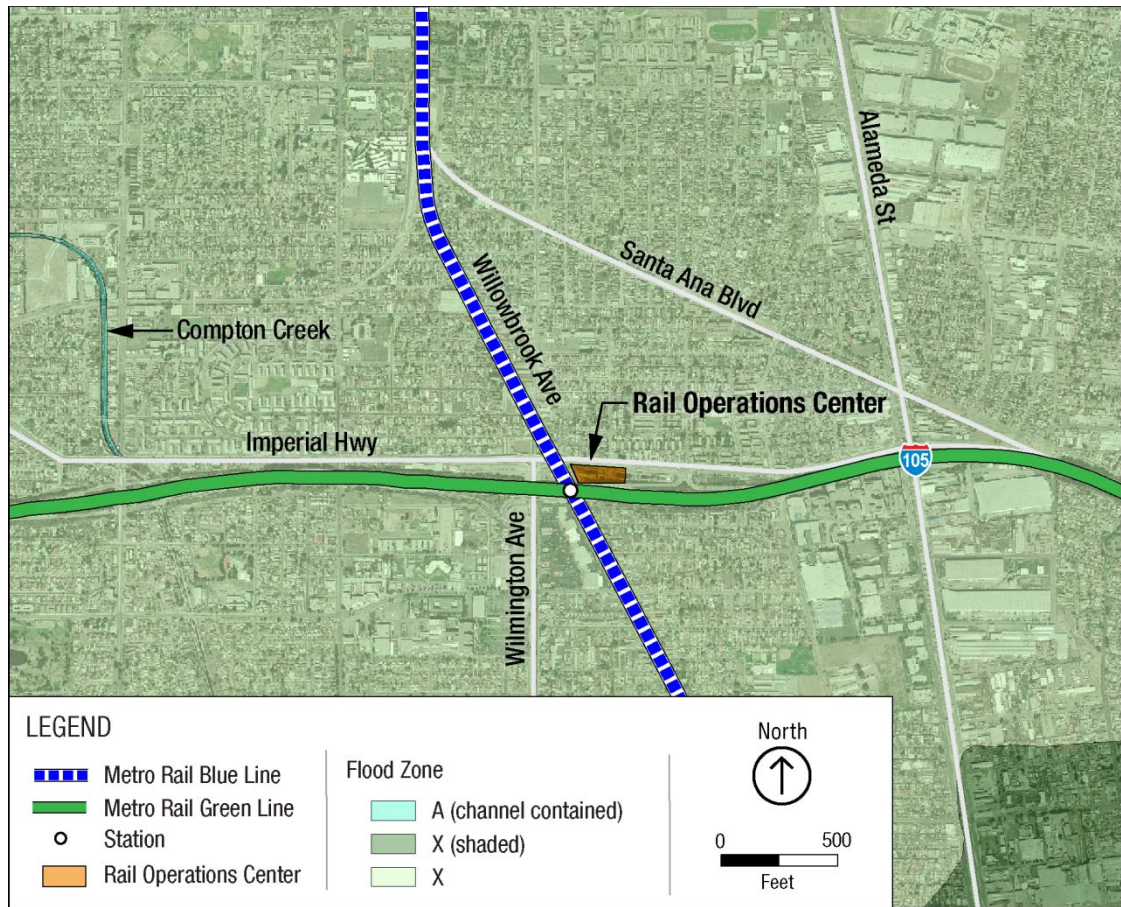 Alameda St
Santa Ana Blvd
Willowbrook Ave
Compton Creek
Rail Operations Center
Imperial Hwy
105
Wilmington Ave
LEGEND
Metro Rail Blue Line
Metro Rail Green Line
Station
Rail Operations Center
Flood Zone
A (channel contained)
X (shaded)
X
North
0 500
Feet